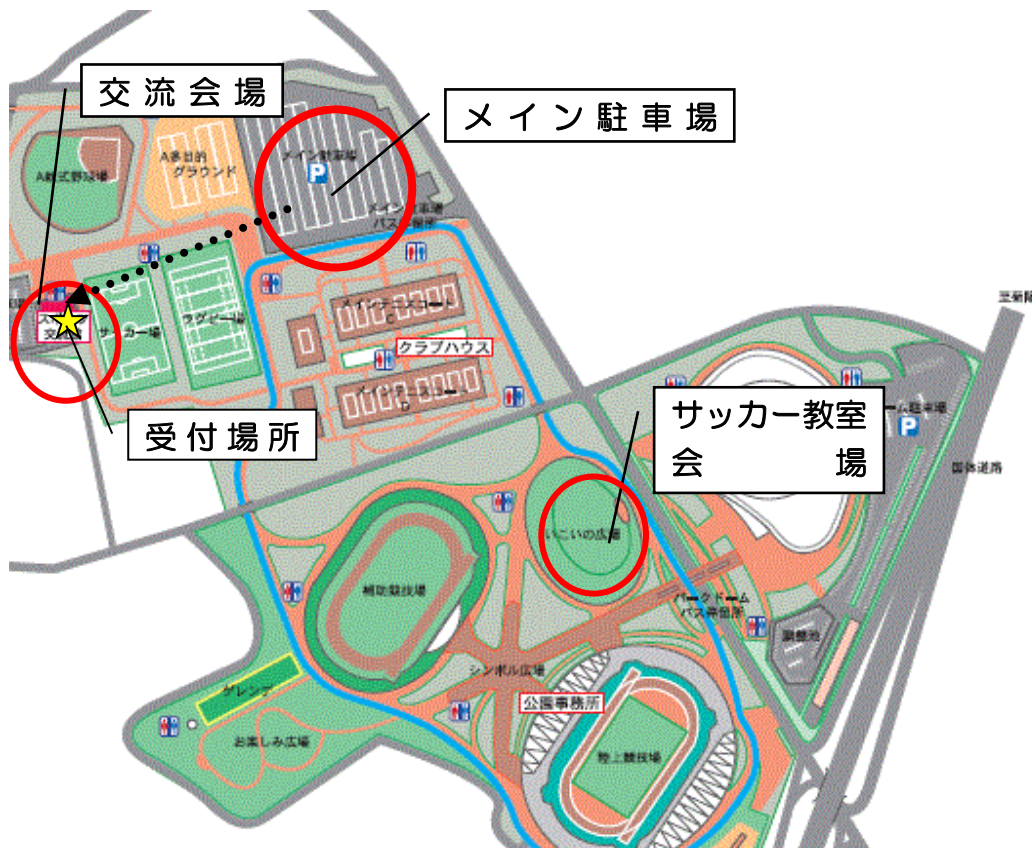 交流会場
メイン駐車場
A多目的
グラウンド
メイン駐車場
P
A軟式野球場
メイン駐車場
バス停留所
サッカー場
ラグビー場
メインテニスコート
クラブハウス
メインテニスコート
受付場所
サッカー教室
会場
P
国体道路
いこいの広場
補助競技場
パークドーム
バス停留所
調整池
シンボル広場
ゲレンデ
公園事務所
お楽しみ広場
陸上競技場